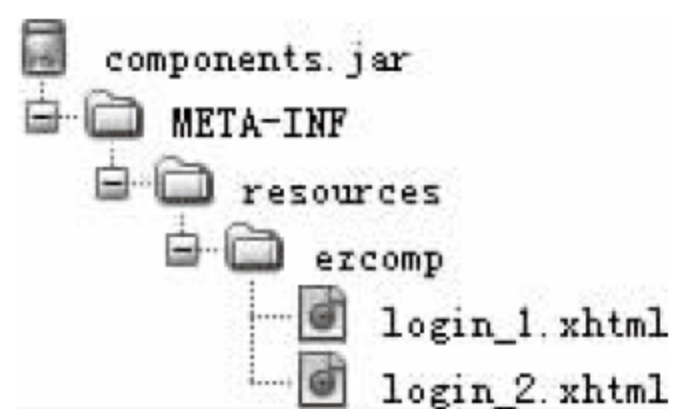 components.jar
META-INF
resources
ezcomp
login_1.xhtml
login_2.xhtml